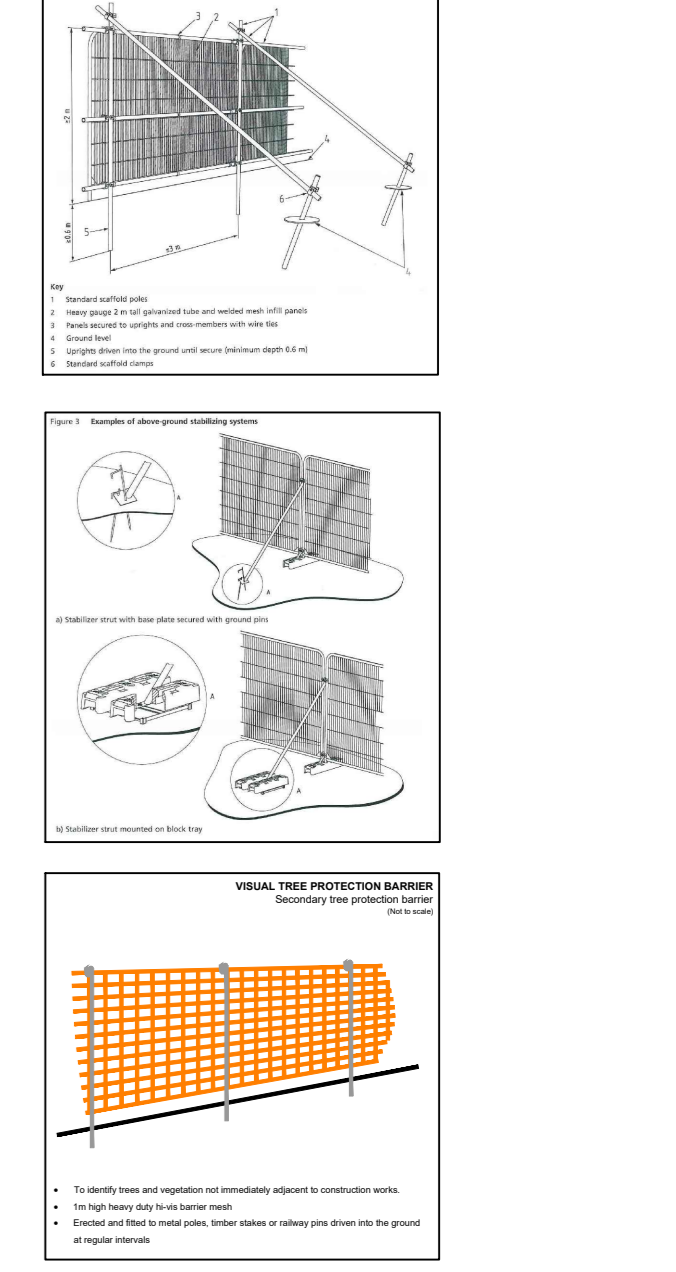 3
2
1
≥2 m
4
6
≥0.6 m
5
≤3 m
4
Key
1 Standard scaffold poles
2 Heavy gauge 2 m tall galvanized tube and welded mesh infill panels
3 Panels secured to uprights and cross-members with wire ties
4 Ground level
5 Uprights driven into the ground until secure (minimum depth 0.6 m)
6 Standard scaffold clamps
Figure 3 Examples of above-ground stabilizing systems
A
A
a) Stabilizer strut with base plate secured with ground pins
A
A
b) Stabilizer strut mounted on block tray
VISUAL TREE PROTECTION BARRIER
Secondary tree protection barrier
(Not to scale)
• To identify trees and vegetation not immediately adjacent to construction works.
• 1m high heavy duty hi-vis barrier mesh
• Erected and fitted to metal poles, timber stakes or railway pins driven into the ground
at regular intervals